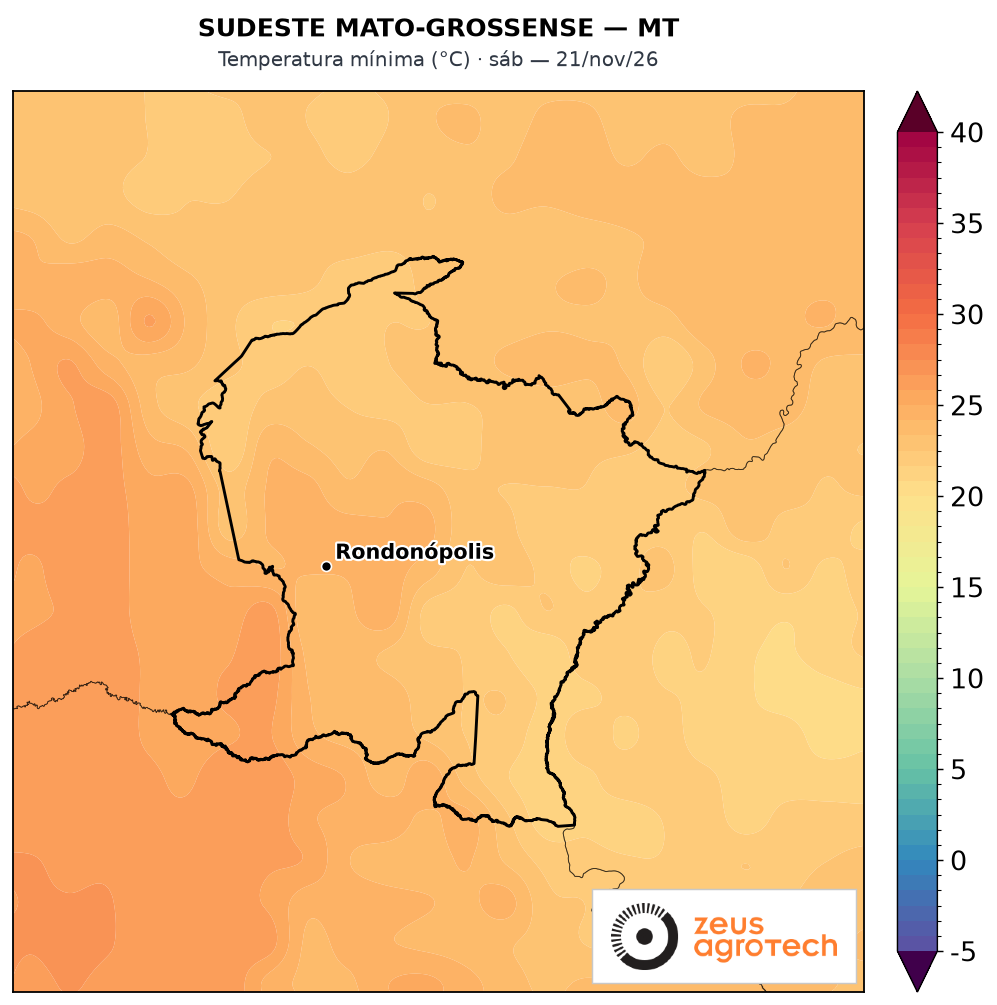 SUDESTE MATO-GROSSENSE — MT
Temperatura mínima (°C) · sáb — 21/nov/26
40
35
30
25
20
15
10
5
0
-5
Rondonópolis
zeus
agrotech